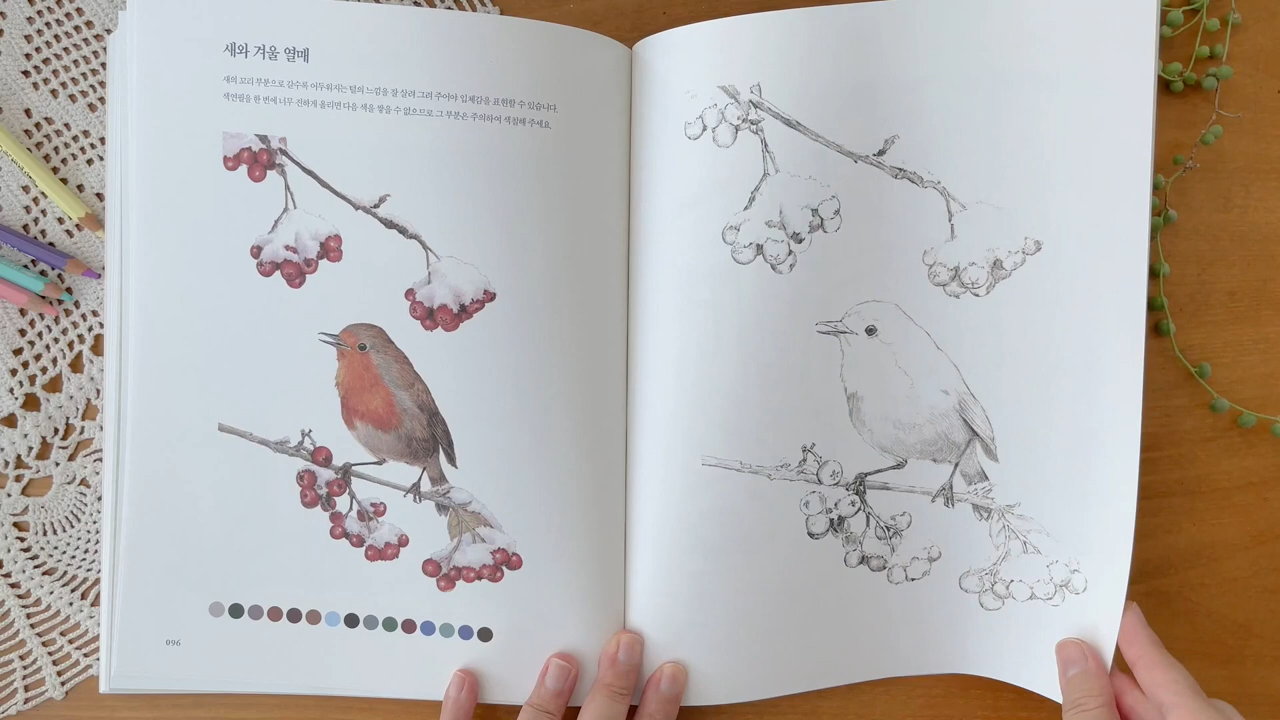 새와 겨울 열매
새의 꼬리 부분으로 갈수록 어두워지는 털의 느낌을 잘 살려 그려 주어야 입체감을 표현할 수 있습니다.
색연필을 한 번에 너무 진하게 올리면 다음 색을 쌓을 수 없으므로 그 부분은 주의하여 색칠해 주세요.
096